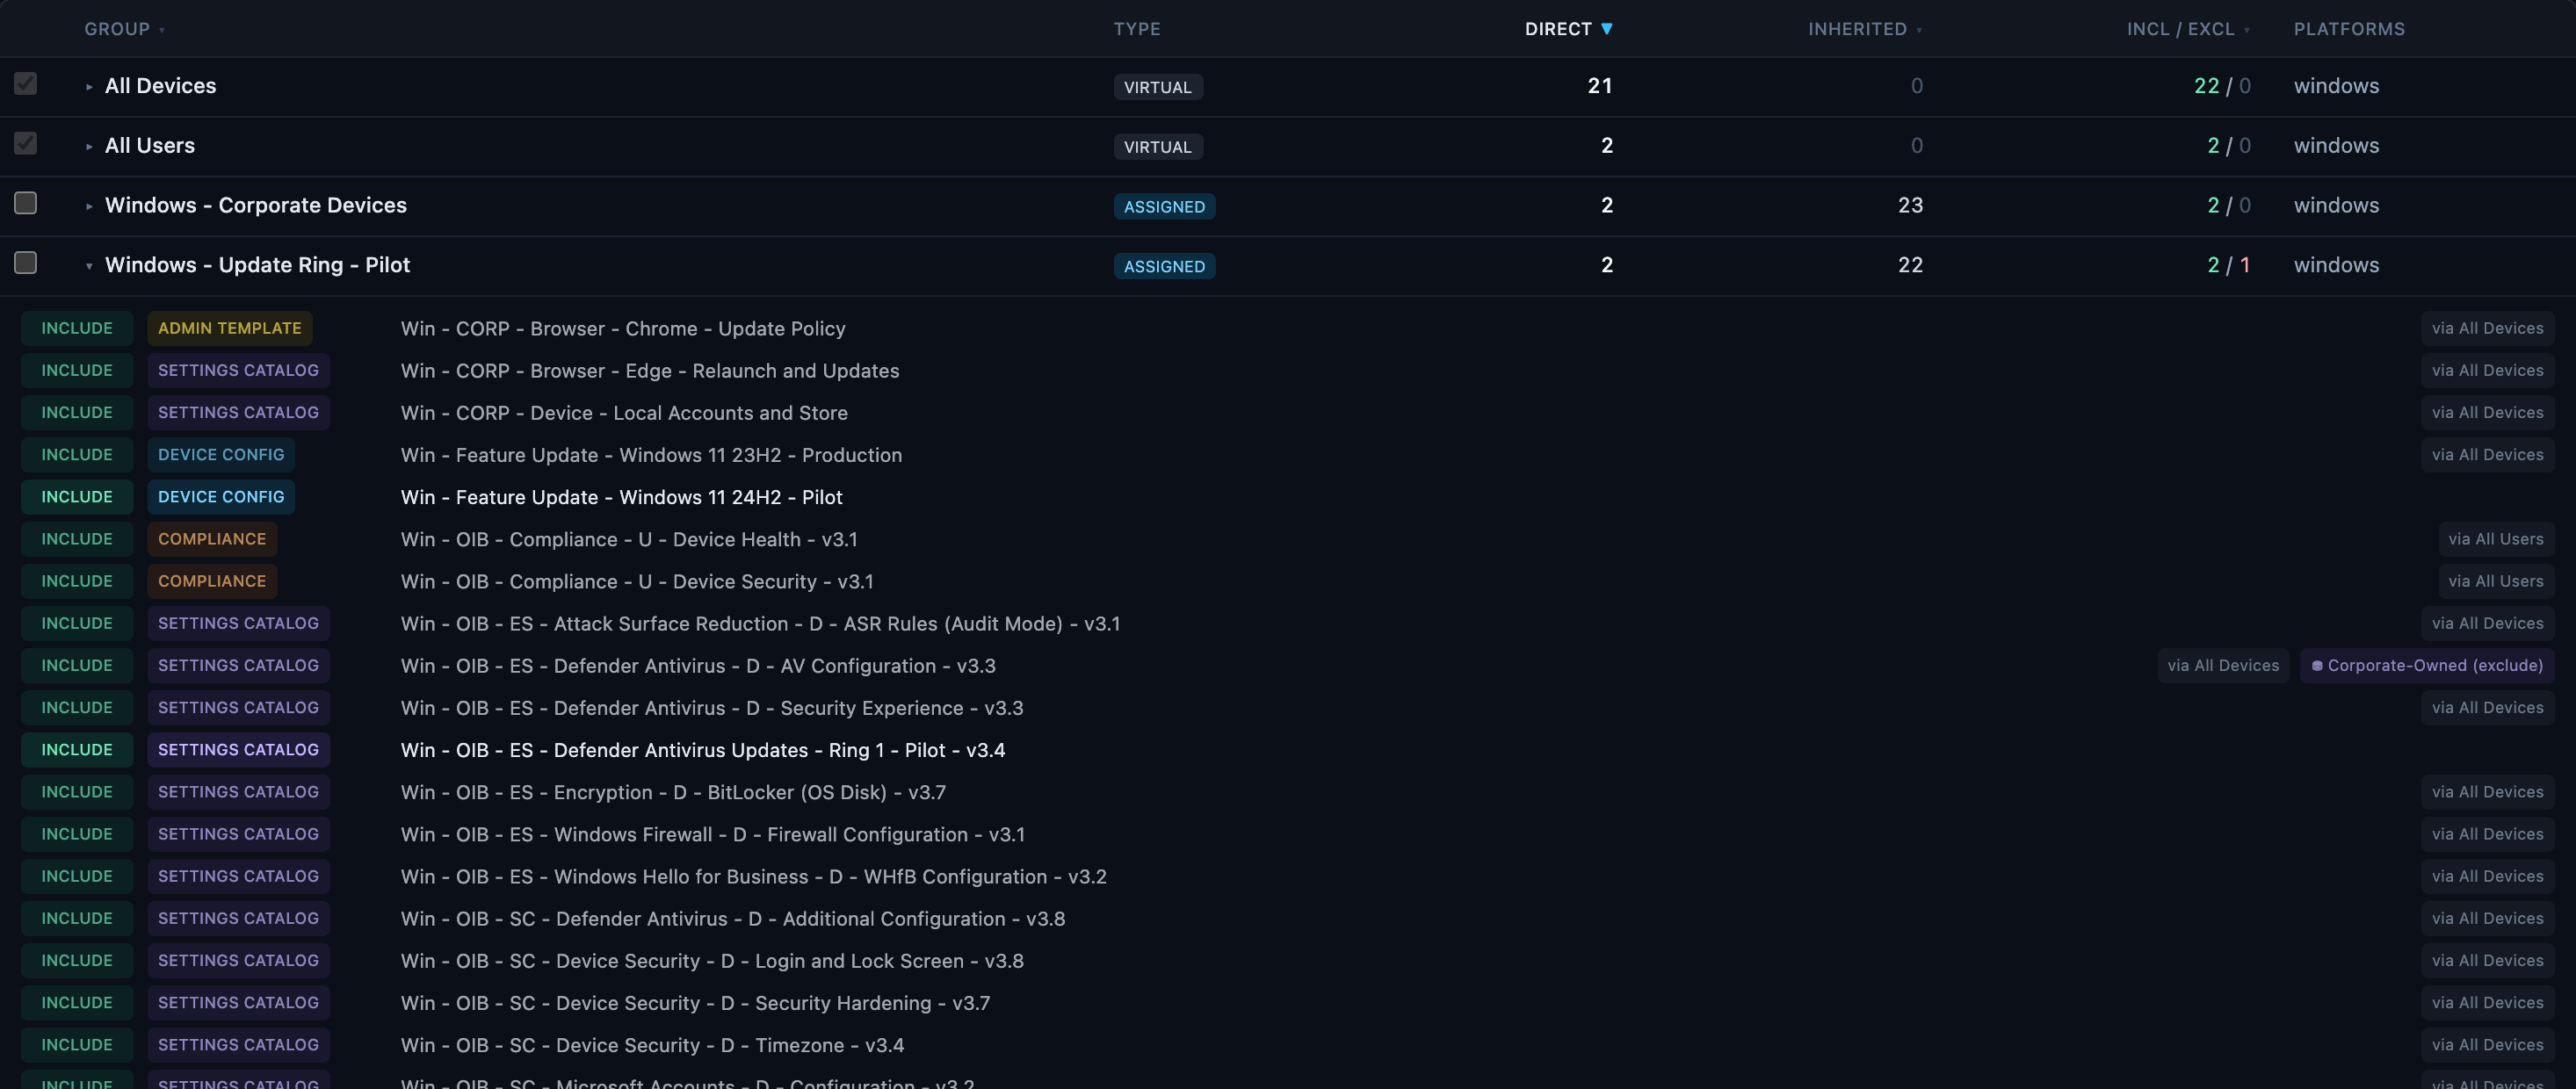 GROUP TYPE DIRECT INHERITED INCL / EXCL PLATFORMS
All Devices VIRTUAL 21 0 22 / 0 windows
All Users VIRTUAL 2 0 2 / 0 windows
Windows - Corporate Devices ASSIGNED 2 23 2 / 0 windows
Windows - Update Ring - Pilot ASSIGNED 2 22 2 / 1 windows
INCLUDE ADMIN TEMPLATE Win - CORP - Browser - Chrome - Update Policy via All Devices
INCLUDE SETTINGS CATALOG Win - CORP - Browser - Edge - Relaunch and Updates via All Devices
INCLUDE SETTINGS CATALOG Win - CORP - Device - Local Accounts and Store via All Devices
INCLUDE DEVICE CONFIG Win - Feature Update - Windows 11 23H2 - Production via All Devices
INCLUDE DEVICE CONFIG Win - Feature Update - Windows 11 24H2 - Pilot
INCLUDE COMPLIANCE Win - OIB - Compliance - U - Device Health - v3.1 via All Users
INCLUDE COMPLIANCE Win - OIB - Compliance - U - Device Security - v3.1 via All Users
INCLUDE SETTINGS CATALOG Win - OIB - ES - Attack Surface Reduction - D - ASR Rules (Audit Mode) - v3.1 via All Devices
INCLUDE SETTINGS CATALOG Win - OIB - ES - Defender Antivirus - D - AV Configuration - v3.3 via All Devices Corporate-Owned (exclude)
INCLUDE SETTINGS CATALOG Win - OIB - ES - Defender Antivirus - D - Security Experience - v3.3 via All Devices
INCLUDE SETTINGS CATALOG Win - OIB - ES - Defender Antivirus Updates - Ring 1 - Pilot - v3.4
INCLUDE SETTINGS CATALOG Win - OIB - ES - Encryption - D - BitLocker (OS Disk) - v3.7 via All Devices
INCLUDE SETTINGS CATALOG Win - OIB - ES - Windows Firewall - D - Firewall Configuration - v3.1 via All Devices
INCLUDE SETTINGS CATALOG Win - OIB - ES - Windows Hello for Business - D - WHfB Configuration - v3.2 via All Devices
INCLUDE SETTINGS CATALOG Win - OIB - SC - Defender Antivirus - D - Additional Configuration - v3.8 via All Devices
INCLUDE SETTINGS CATALOG Win - OIB - SC - Device Security - D - Login and Lock Screen - v3.8 via All Devices
INCLUDE SETTINGS CATALOG Win - OIB - SC - Device Security - D - Security Hardening - v3.7 via All Devices
INCLUDE SETTINGS CATALOG Win - OIB - SC - Device Security - D - Timezone - v3.4 via All Devices
INCLUDE SETTINGS CATALOG Win - OIB - SC - Microsoft Accounts - D - Configuration - v3.2 via All Devices